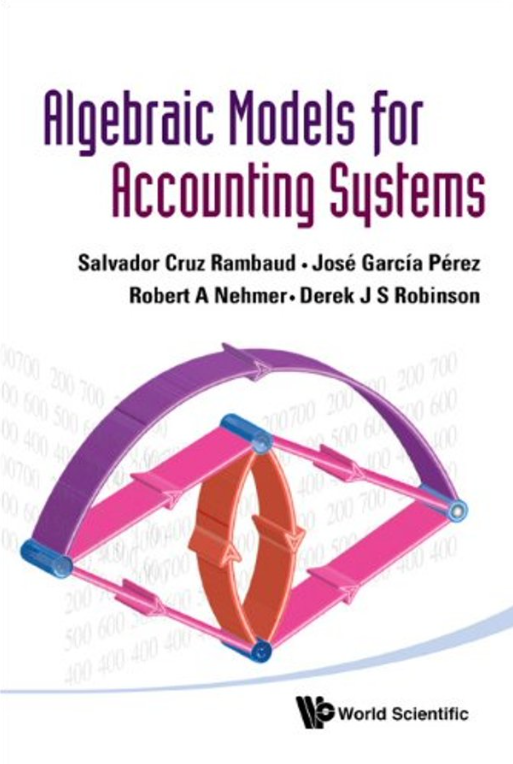 Algebraic Models for
Accounting Systems
Salvador Cruz Rambaud • José García Pérez
Robert A Nehmer • Derek J S Robinson
World Scientific